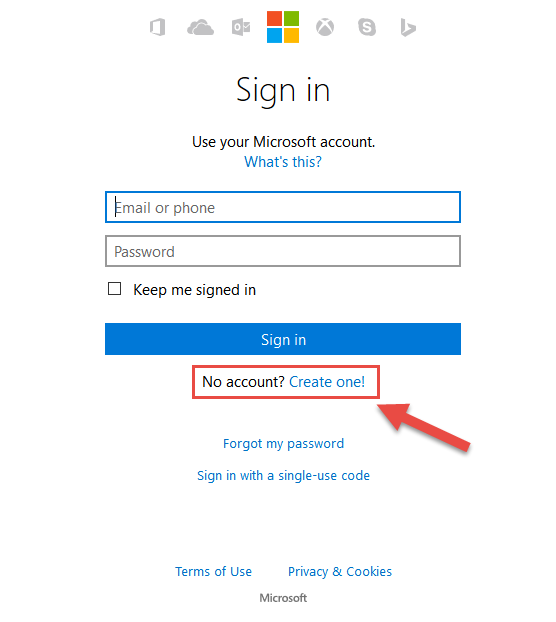 Sign in
Use your Microsoft account.
What's this?
Email or phone
Password
Keep me signed in
Sign in
No account? Create one!
Forgot my password
Sign in with a single-use code
Terms of Use Privacy & Cookies
Microsoft